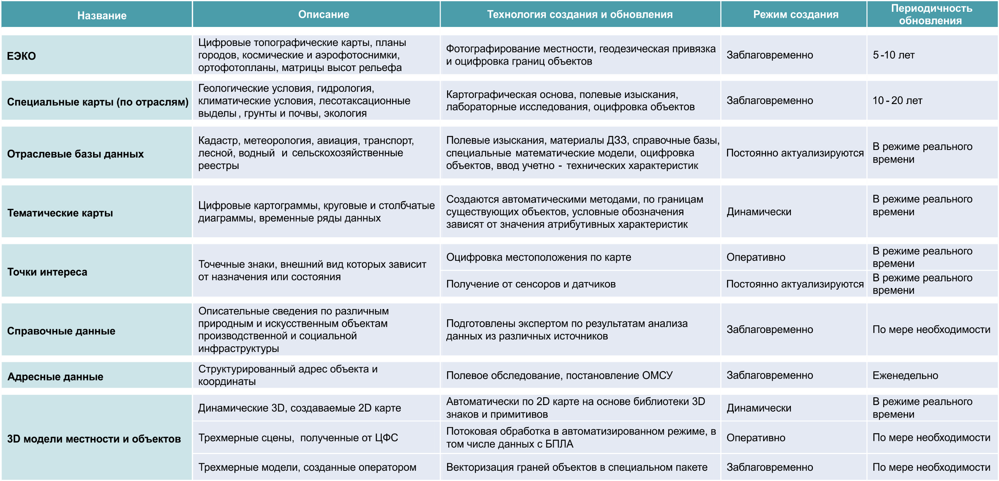 Название
Описание
Технология создания и обновления
Режим создания
Периодичность
обновления
ЕЭКО
Цифровые топографические карты, планы
городов, космические и аэрофотоснимки,
ортофотопланы, матрицы высот рельефа
Фотографирование местности, геодезическая привязка
и оцифровка границ объектов
Заблаговременно
5 -10 лет
Специальные карты (по отраслям)
Геологические условия, гидрология,
климатические условия, лесотаксационные
выделы , грунты и почвы, экология
Картографическая основа, полевые изыскания,
лабораторные исследования, оцифровка объектов
Заблаговременно
10 - 20 лет
Отраслевые базы данных
Кадастр, метеорология, авиация, транспорт,
лесной, водный и сельскохозяйственные
реестры
Полевые изыскания, материалы ДЗЗ, справочные базы,
специальные математические модели, оцифровка
объектов, ввод учетно - технических характеристик
Постоянно актуализируются
В режиме реального
времени
Тематические карты
Цифровые картограммы, круговые и столбчатые
диаграммы, временные ряды данных
Создаются автоматическими методами, по границам
существующих объектов, условные обозначения
зависят от значения атрибутивных характеристик
Динамически
В режиме реального
времени
Точки интереса
Точечные знаки, внешний вид которых зависит
от назначения или состояния
Оцифровка местоположения по карте
Оперативно
В режиме реального
времени
Получение от сенсоров и датчиков
Постоянно актуализируются
В режиме реального
времени
Справочные данные
Описательные сведения по различным
природным и искусственным объектам
производственной и социальной
инфраструктуры
Подготовлены экспертом по результатам анализа
данных из различных источников
Заблаговременно
По мере необходимости
Адресные данные
Структурированный адрес объекта и
координаты
Полевое обследование, постановление ОМСУ
Заблаговременно
Еженедельно
3D модели местности и объектов
Динамические 3D, создаваемые 2D карте
Автоматически по 2D карте на основе библиотеки 3D
знаков и примитивов
Динамически
В режиме реального
времени
Трехмерные сцены, полученные от ЦФС
Потоковая обработка в автоматизированном режиме, в
том числе данных с БПЛА
Оперативно
По мере необходимости
Трехмерные модели, созданные оператором
Векторизация граней объектов в специальном пакете
Заблаговременно
По мере необходимости